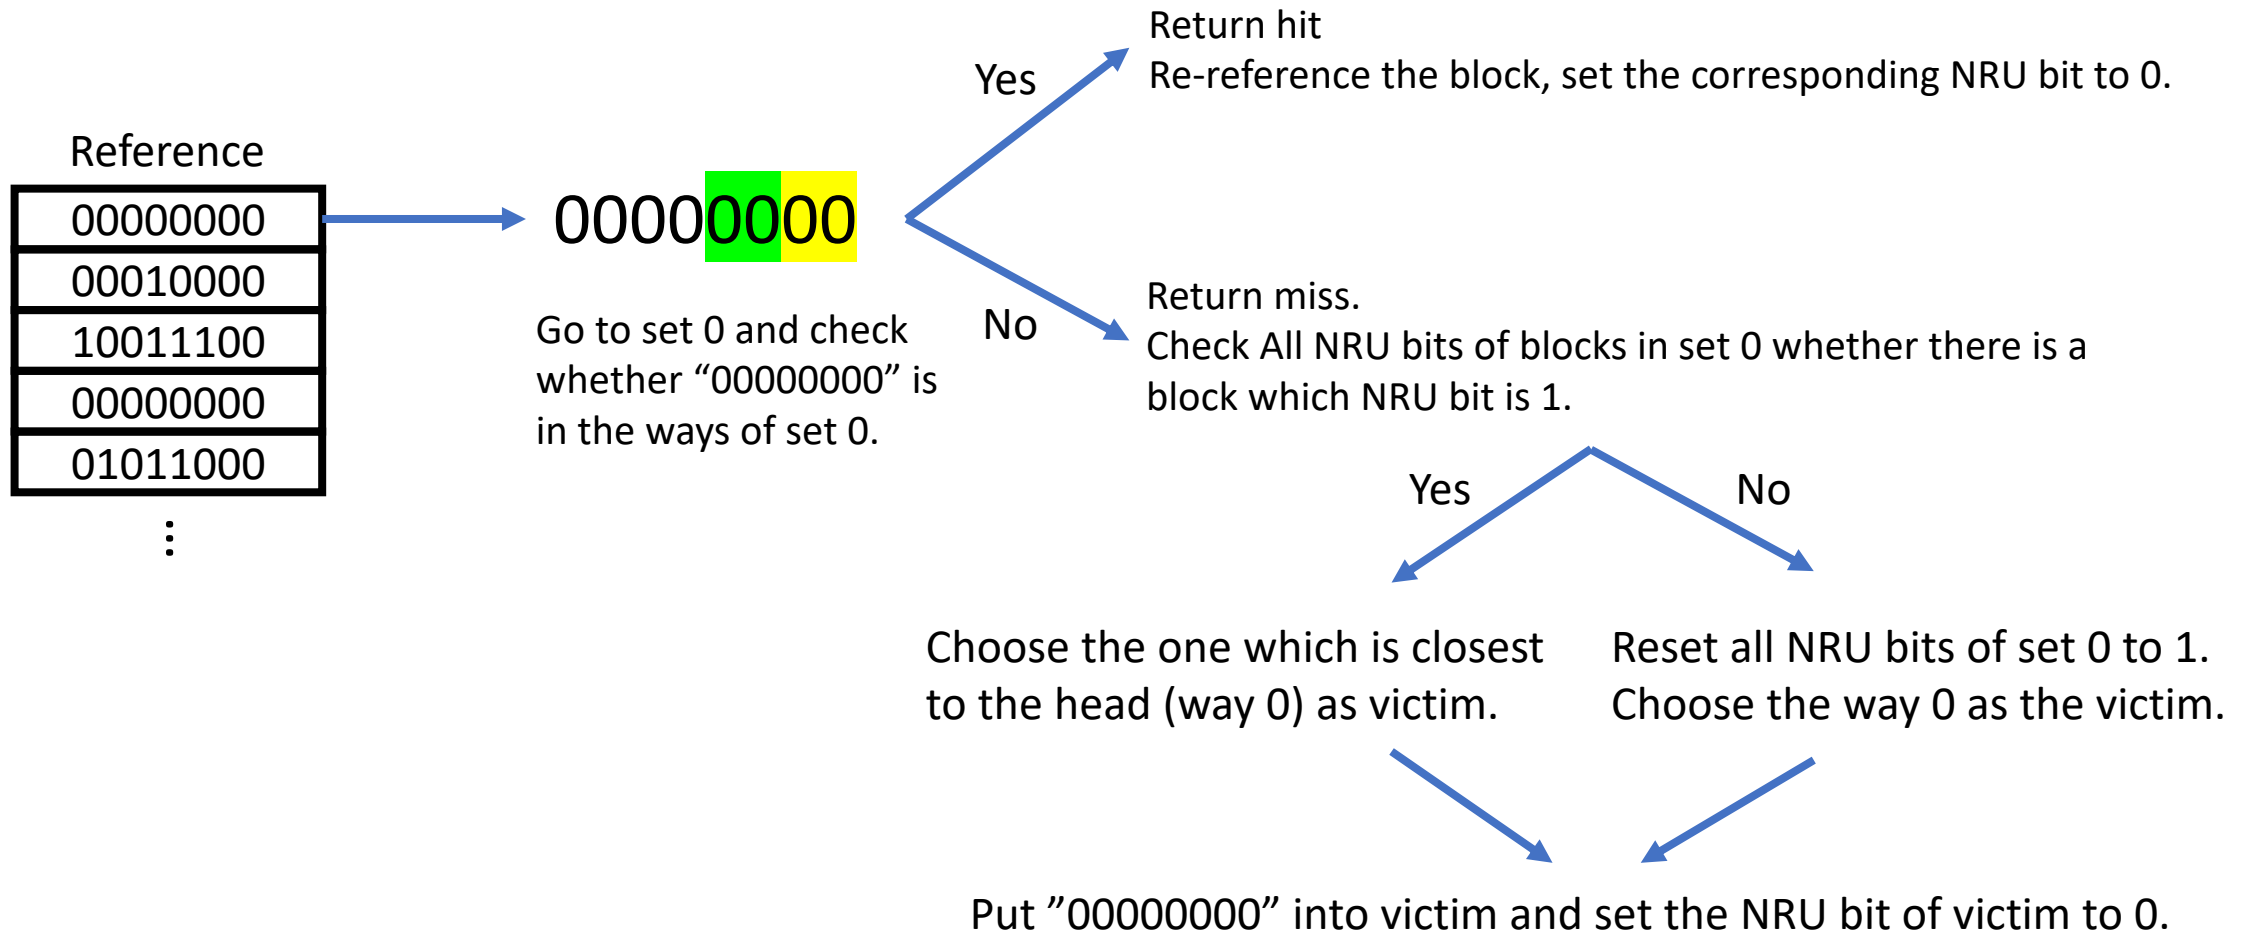 Return hit
Re-reference the block, set the corresponding NRU bit to 0.
Yes
Reference
00000000
00010000
10011100
00000000
01011000
⋮
00000000
Go to set 0 and check
whether “00000000” is
in the ways of set 0.
No
Return miss.
Check All NRU bits of blocks in set 0 whether there is a
block which NRU bit is 1.
Yes
No
Choose the one which is closest
to the head (way 0) as victim.
Reset all NRU bits of set 0 to 1.
Choose the way 0 as the victim.
Put ”00000000” into victim and set the NRU bit of victim to 0.